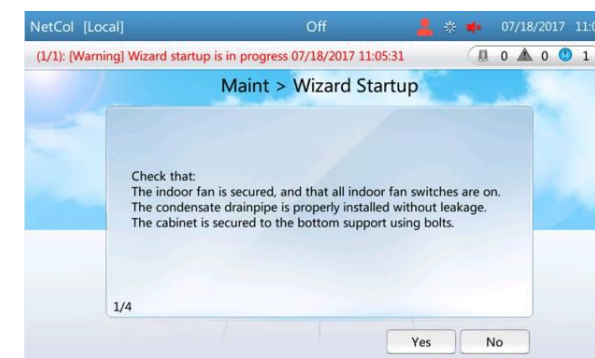 NetCol [Local] Off 07/18/2017 11:0
(1/1): [Warning] Wizard startup is in progress 07/18/2017 11:05:31 0 0 1
Maint > Wizard Startup
Check that:
The indoor fan is secured, and that all indoor fan switches are on.
The condensate drainpipe is properly installed without leakage.
The cabinet is secured to the bottom support using bolts.
1/4
Yes No